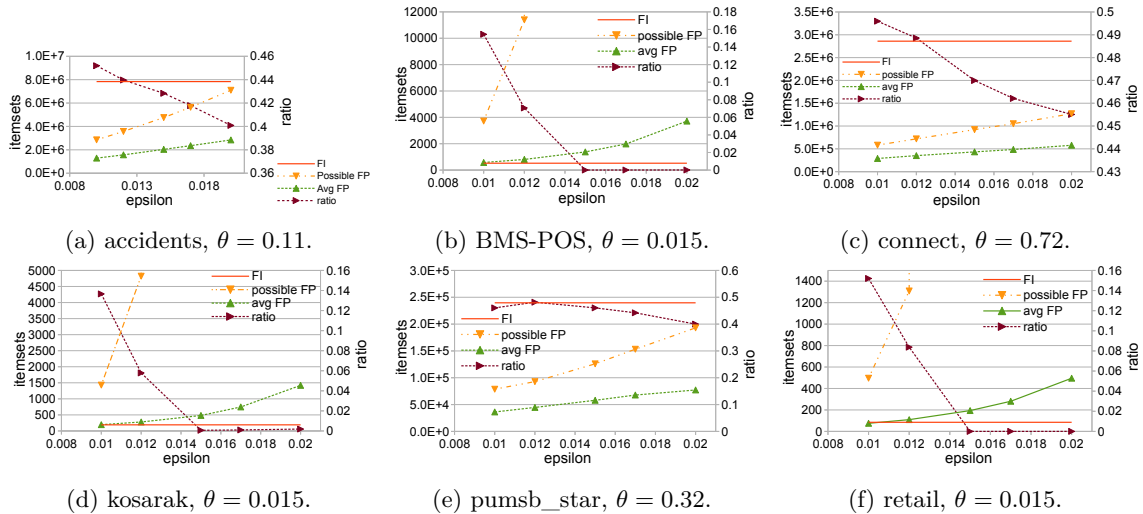 1.0E+7
8.0E+6
6.0E+6
4.0E+6
2.0E+6
0.0E+0
itemsets
0.46
0.44
0.42
0.4
0.38
0.36
ratio
0.008 0.013 0.018
epsilon
FI
Possible FP
Avg FP
ratio
(a) accidents, θ = 0.11.
12000
10000
8000
6000
4000
2000
0
itemsets
0.18
0.16
0.14
0.12
0.1
0.08
0.06
0.04
0.02
0
ratio
FI
possible FP
avg FP
ratio
0.008 0.01 0.012 0.014 0.016 0.018 0.02
epsilon
(b) BMS-POS, θ = 0.015.
3.5E+6
3.0E+6
2.5E+6
2.0E+6
1.5E+6
1.0E+6
5.0E+5
0.0E+0
itemsets
0.5
0.49
0.48
0.47
0.46
0.45
0.44
0.43
ratio
FI
possible FP
avg FP
ratio
0.008 0.01 0.012 0.014 0.016 0.018 0.02
epsilon
(c) connect, θ = 0.72.
5000
4500
4000
3500
3000
2500
2000
1500
1000
500
0
itemsets
0.16
0.14
0.12
0.1
0.08
0.06
0.04
0.02
0
ratio
FI
possible FP
avg FP
ratio
0.008 0.01 0.012 0.014 0.016 0.018 0.02
epsilon
(d) kosarak, θ = 0.015.
3.0E+5
2.5E+5
2.0E+5
1.5E+5
1.0E+5
5.0E+4
0.0E+0
itemsets
0.6
0.5
0.4
0.3
0.2
0.1
0
ratio
FI
possible FP
avg FP
ratio
0.008 0.01 0.012 0.014 0.016 0.018 0.02
epsilon
(e) pumsb_star, θ = 0.32.
1400
1200
1000
800
600
400
200
0
itemsets
0.16
0.14
0.12
0.1
0.08
0.06
0.04
0.02
0
ratio
FI
possible FP
avg FP
ratio
0.008 0.01 0.012 0.014 0.016 0.018 0.02
epsilon
(f) retail, θ = 0.015.